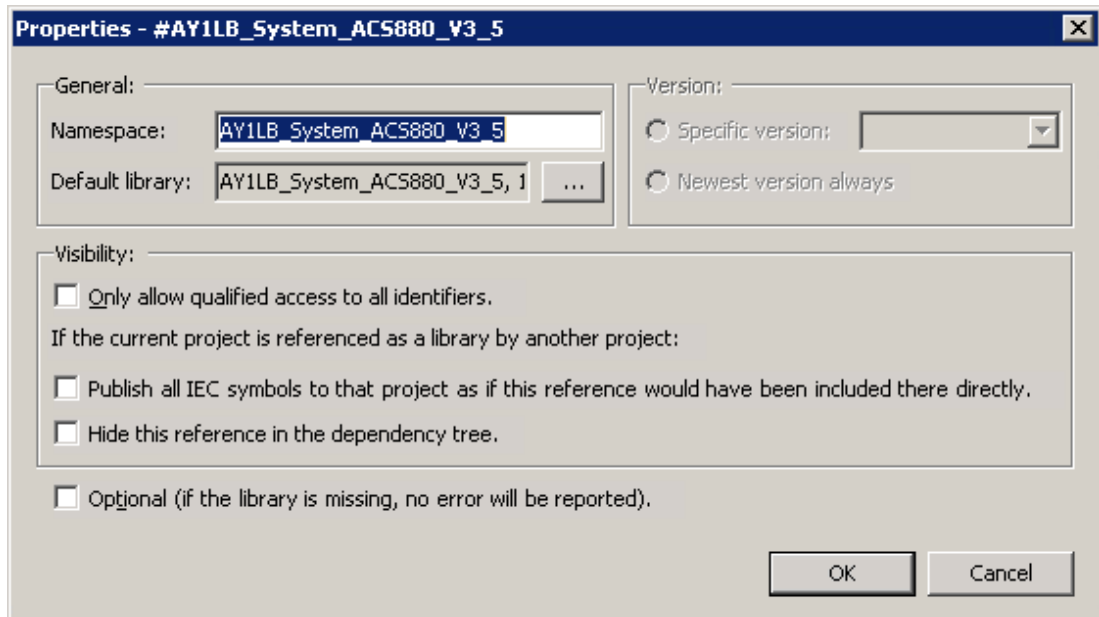 Properties - #AY1LB_System_ACS880_V3_5
General:
Namespace:
AY1LB_System_ACS880_V3_5
Default library:
AY1LB_System_ACS880_V3_5, 1
...
Version:
Specific version:
Newest version always
Visibility:
Only allow qualified access to all identifiers.
If the current project is referenced as a library by another project:
Publish all IEC symbols to that project as if this reference would have been included there directly.
Hide this reference in the dependency tree.
Optional (if the library is missing, no error will be reported).
OK
Cancel